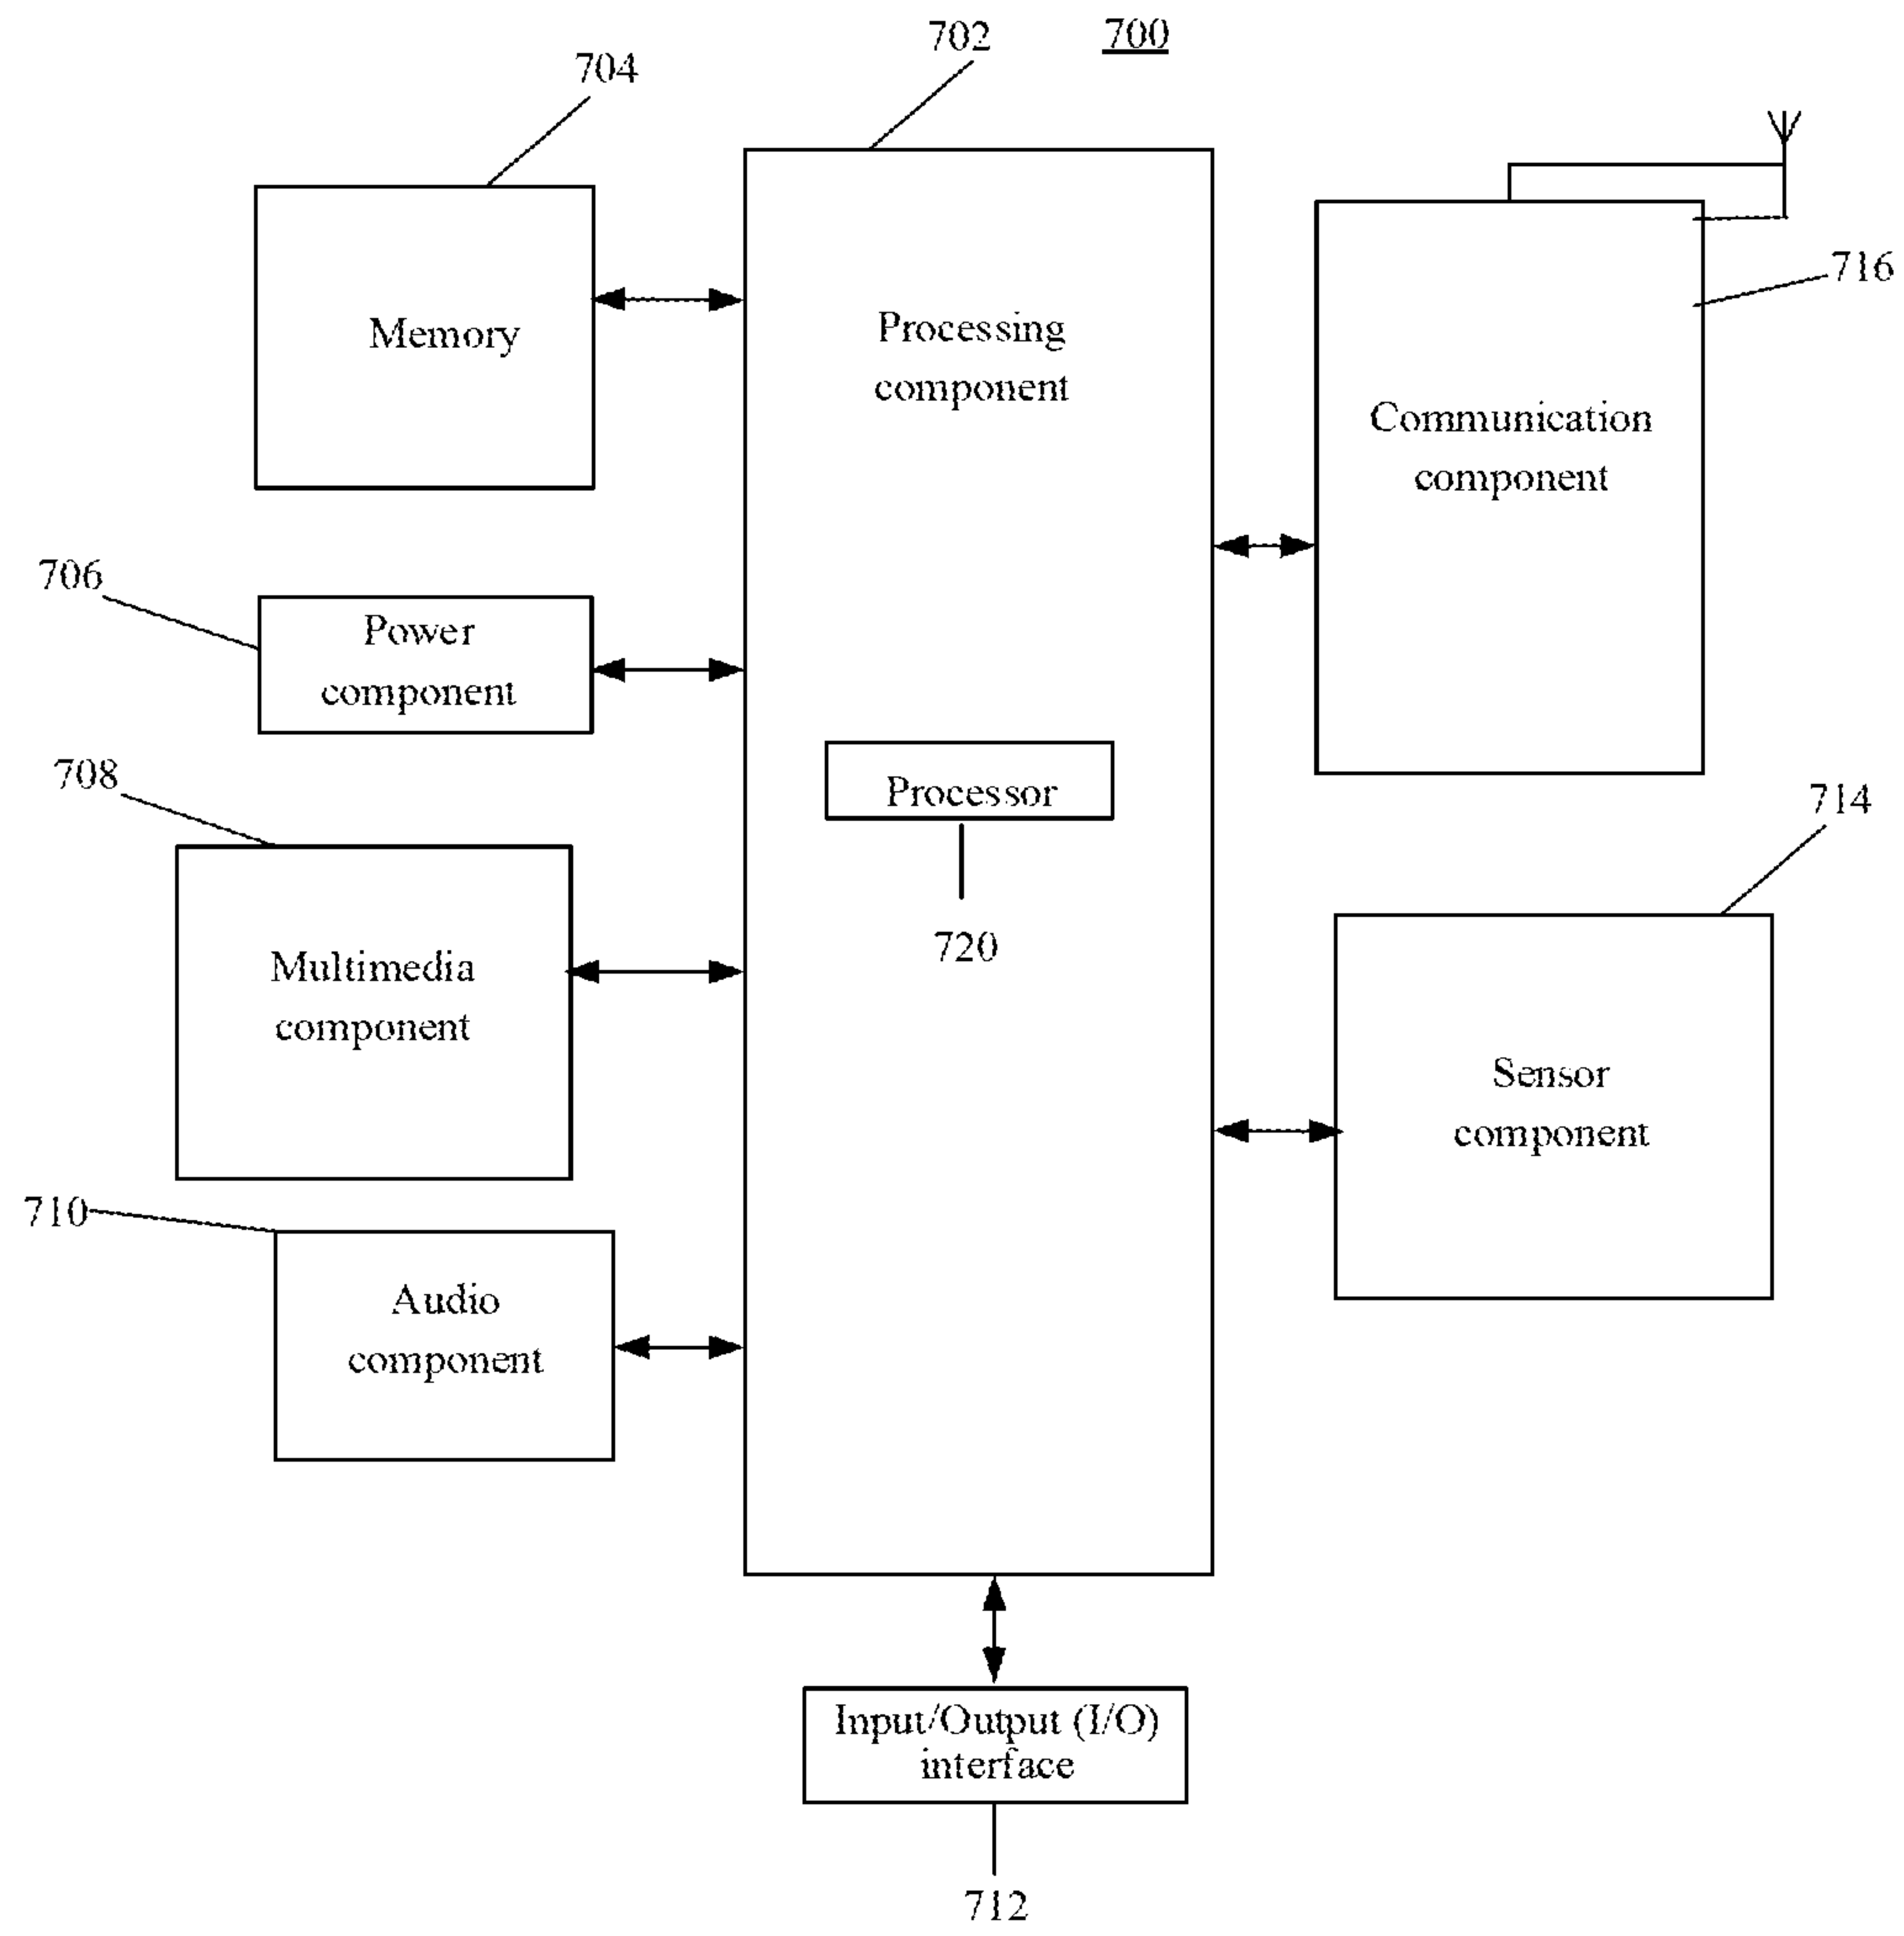 702
700
704
Memory
Processing
component
716
Communication
component
706
Power
component
708
Processor
714
720
Multimedia
component
Sensor
component
710
Audio
component
Input/Output (I/O)
interface
712